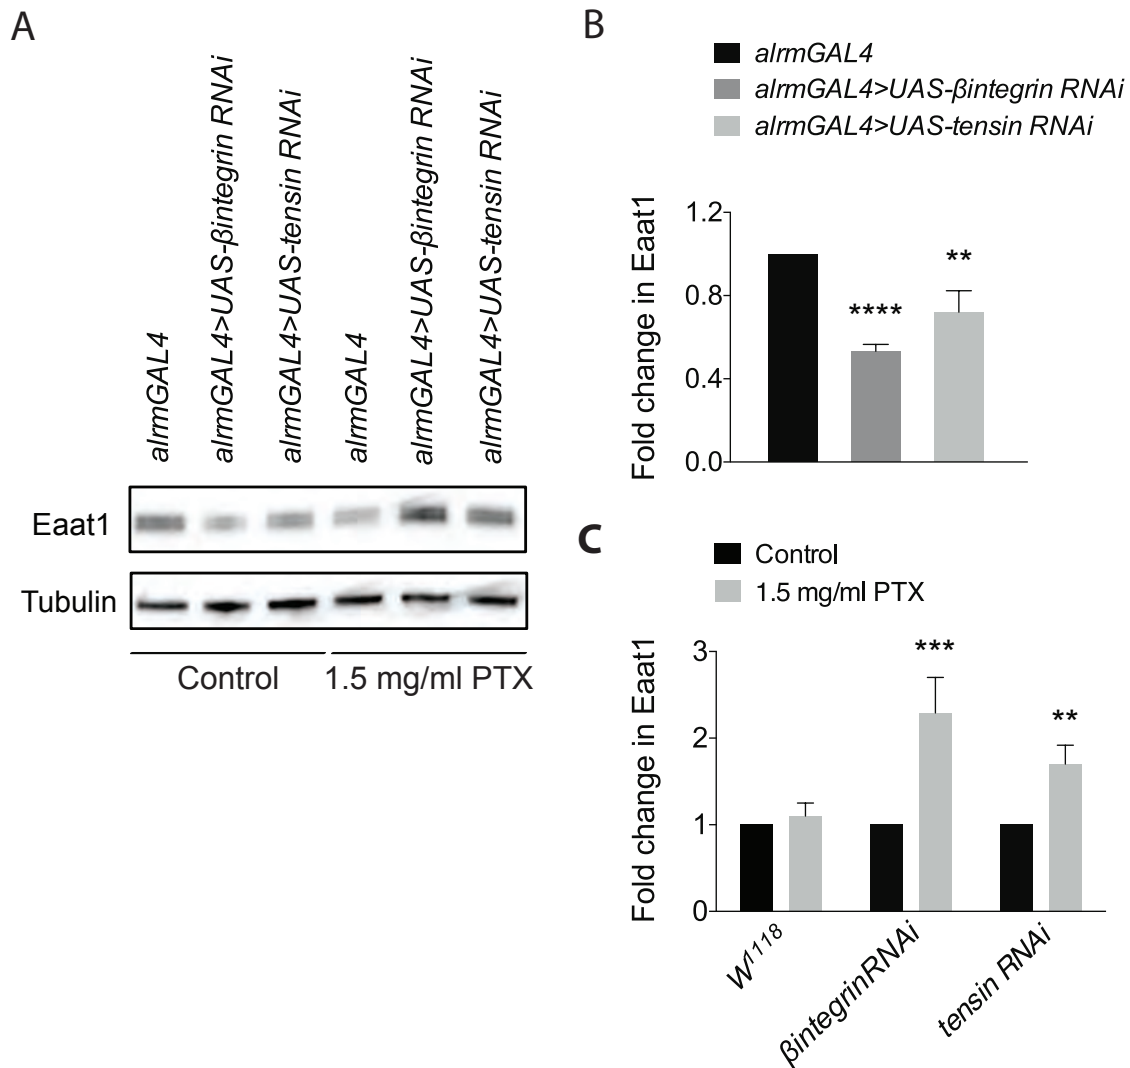 A
alrmGAL4
alrmGAL4>UAS-βintegrin RNAi
alrmGAL4>UAS-tensin RNAi
alrmGAL4
alrmGAL4>UAS-βintegrin RNAi
alrmGAL4>UAS-tensin RNAi
Eaat1
Tubulin
Control
1.5 mg/ml PTX
B
alrmGAL4
alrmGAL4>UAS-βintegrin RNAi
alrmGAL4>UAS-tensin RNAi
Fold change in Eaat1
1.2
0.8
0.4
0.0
****
**
C
Control
1.5 mg/ml PTX
Fold change in Eaat1
3
2
1
0
***
**
W¹¹¹⁸
βintegrinRNAi
tensin RNAi